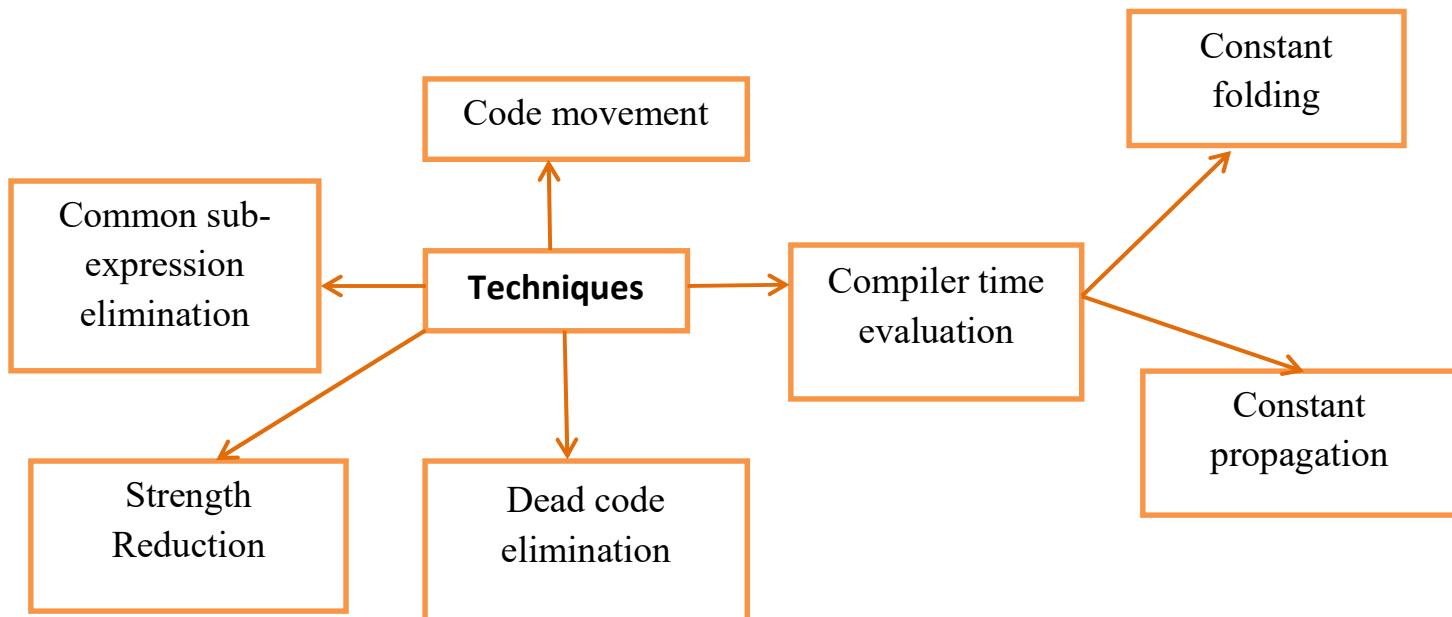 Constant
folding
Code movement
Common sub-
expression
elimination
Techniques
Compiler time
evaluation
Constant
propagation
Strength
Reduction
Dead code
elimination